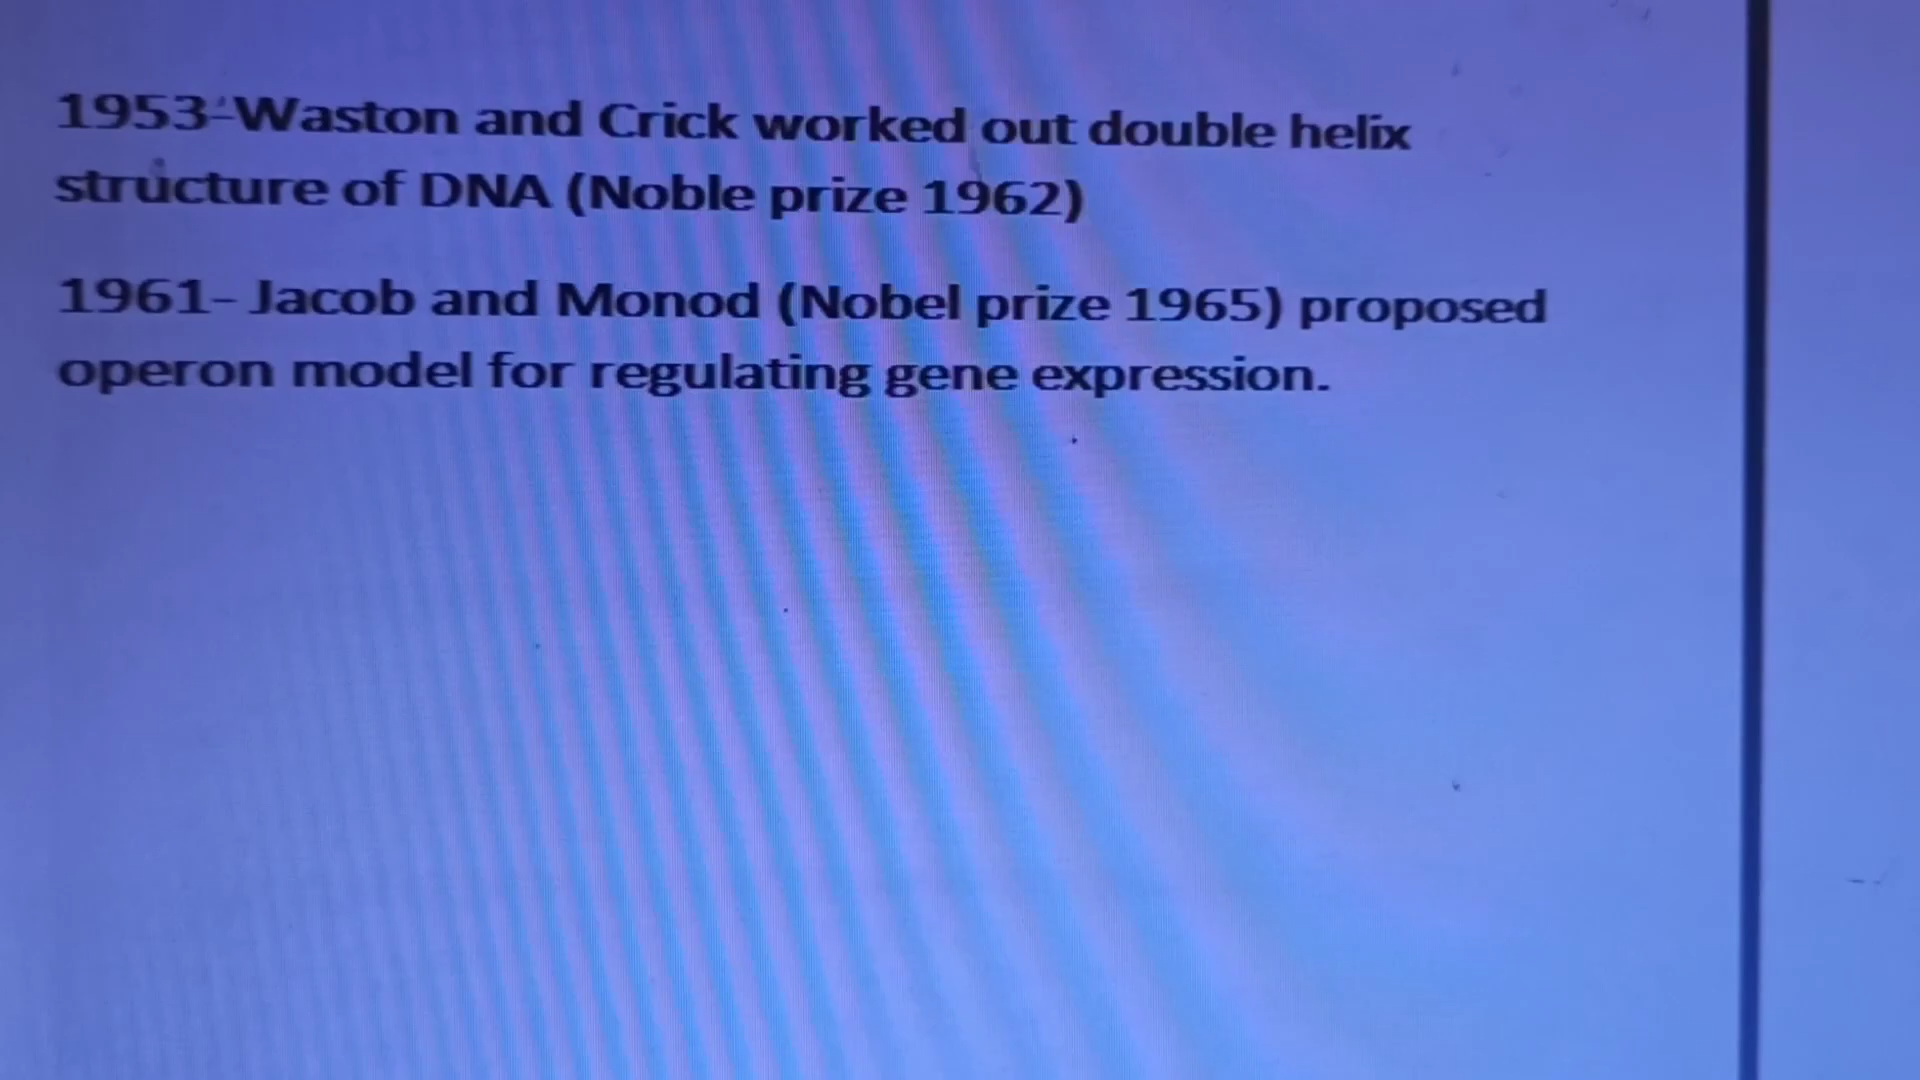 1953-Waston and Crick worked out double helix
structure of DNA (Noble prize 1962)
1961- Jacob and Monod (Nobel prize 1965) proposed
operon model for regulating gene expression.